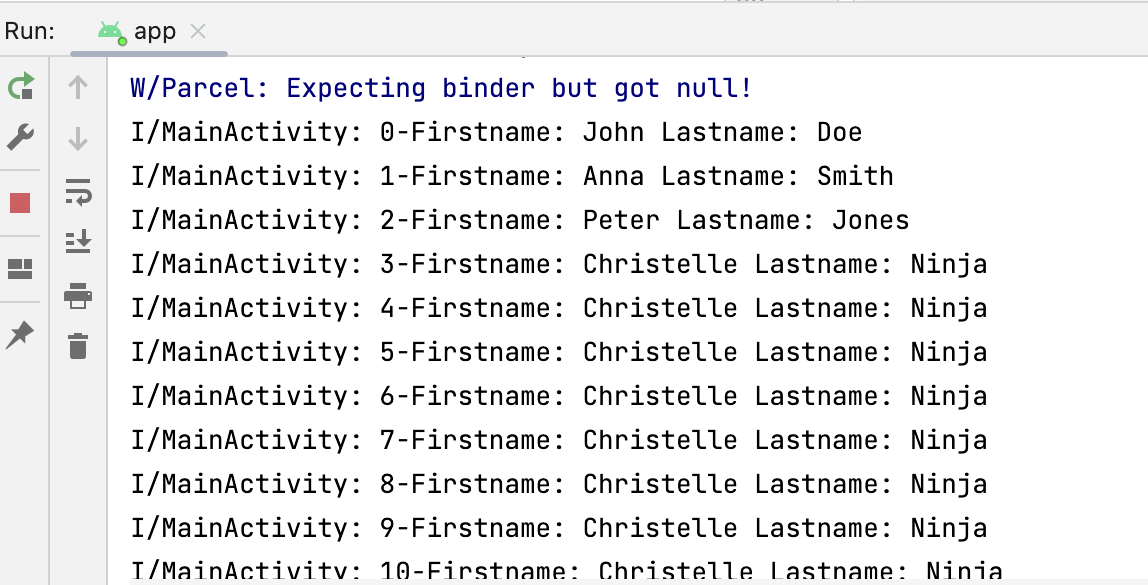 Run: app
W/Parcel: Expecting binder but got null!
I/MainActivity: 0-Firstname: John Lastname: Doe
I/MainActivity: 1-Firstname: Anna Lastname: Smith
I/MainActivity: 2-Firstname: Peter Lastname: Jones
I/MainActivity: 3-Firstname: Christelle Lastname: Ninja
I/MainActivity: 4-Firstname: Christelle Lastname: Ninja
I/MainActivity: 5-Firstname: Christelle Lastname: Ninja
I/MainActivity: 6-Firstname: Christelle Lastname: Ninja
I/MainActivity: 7-Firstname: Christelle Lastname: Ninja
I/MainActivity: 8-Firstname: Christelle Lastname: Ninja
I/MainActivity: 9-Firstname: Christelle Lastname: Ninja
I/MainActivity: 10-Firstname: Christelle Lastname: Ninja